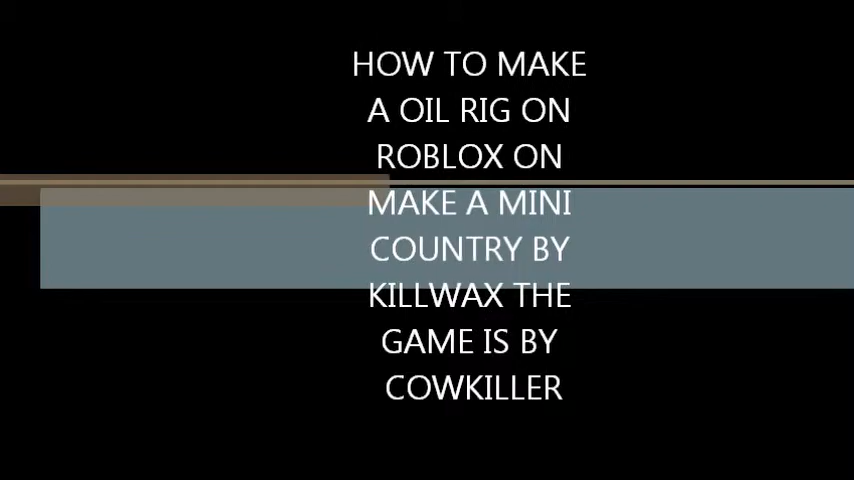 HOW TO MAKE
A OIL RIG ON
ROBLOX ON
MAKE A MINI
COUNTRY BY
KILLWAX THE
GAME IS BY
COWKILLER